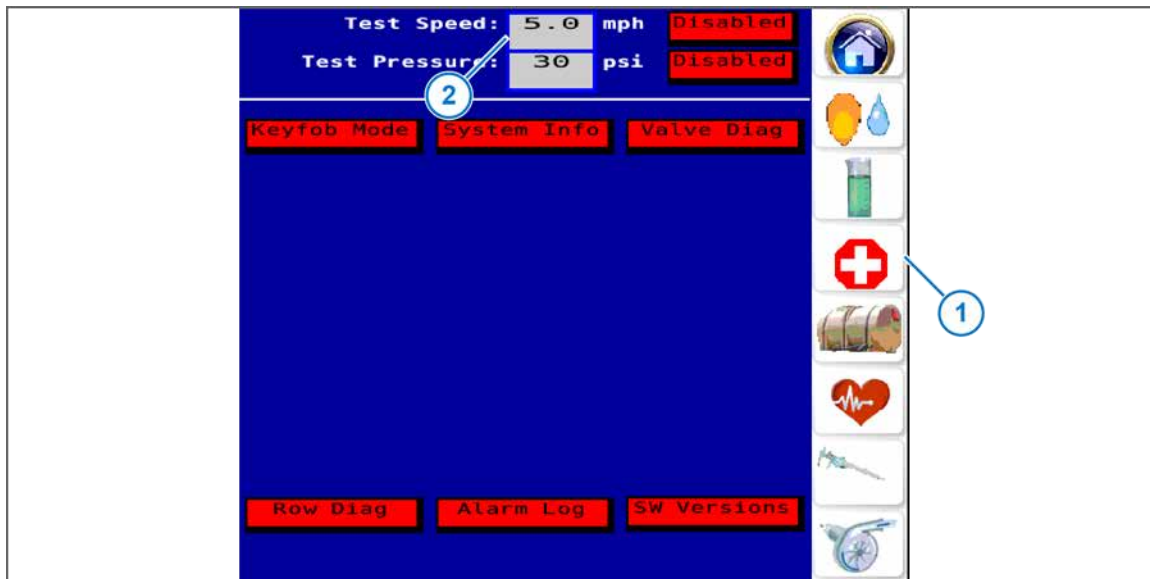 Test Speed: 5.0 mph Disabled
Test Pressure: 30 psi Disabled
2
Keyfob Mode System Info Valve Diag
1
Row Diag Alarm Log SW Versions